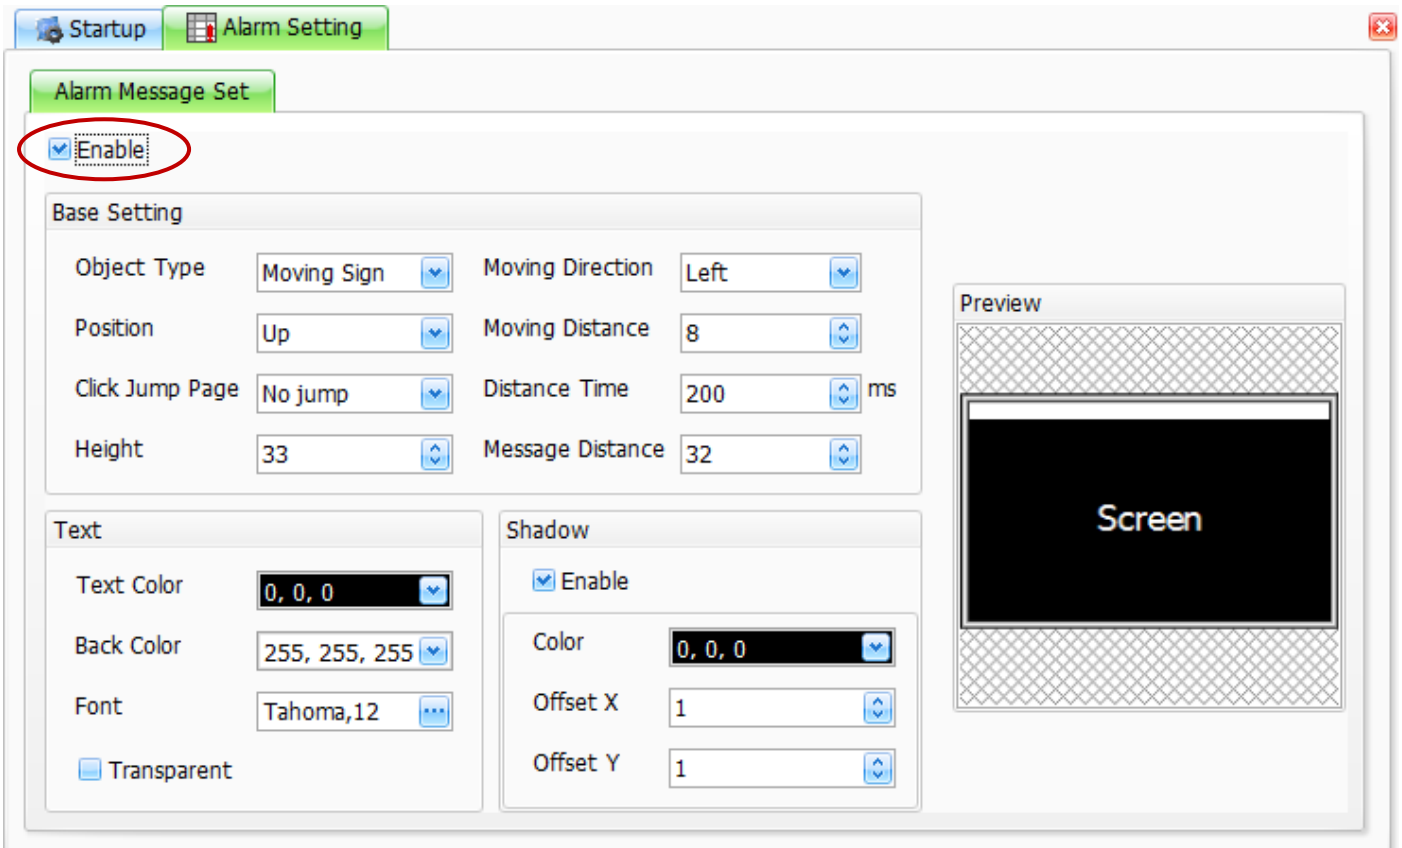 Startup
Alarm Setting
Alarm Message Set
Enable
Base Setting
Object Type Moving Sign Moving Direction Left
Position Up Moving Distance 8
Click Jump Page No jump Distance Time 200 ms
Height 33 Message Distance 32
Text
Text Color 0, 0, 0
Back Color 255, 255, 255
Font Tahoma,12
Transparent
Shadow
Enable
Color 0, 0, 0
Offset X 1
Offset Y 1
Preview
Screen